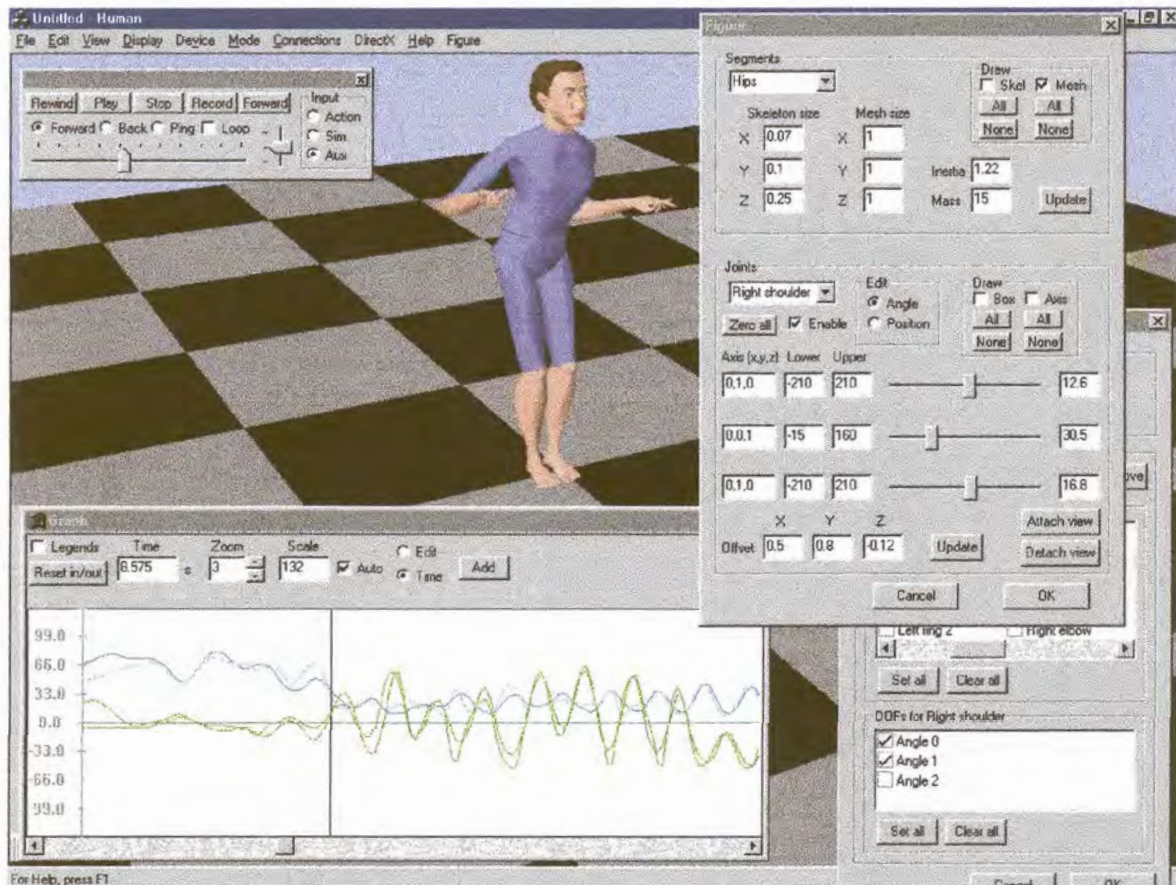 Untitled - Human
File Edit View Display Device Mode Connections DirectX Help Figure
Rewind Play Stop Record Forward
Forward Back Ping Loop
Input
Action
Sim
Aux
Figure
Segments
Hips
Draw
Skel Mesh
All All
None None
Skeleton size Mesh size
X 0.07 X 1
Y 0.1 Y 1 Inertia 1.22
Z 0.25 Z 1 Mass 15 Update
Joints
Right shoulder
Edit
Angle
Position
Draw
Box Axis
All All
None None
Zero all Enable
Axis (x,y,z) Lower Upper
0,1,0 -210 210 12.6
0,0,1 -15 160 30.5
0,1,0 -210 210 16.8
X Y Z
Offset 0.5 0.8 -0.12 Update
Attach view
Detach view
Cancel OK
Graph
Legends Time Zoom Scale
Reset in/out 8.575 s 3 132 Auto
Edit
Time
Add
99.0
66.0
33.0
0.0
-33.0
-66.0
-99.0
Left ring 2 Right elbow
Set all Clear all
DOFs for Right shoulder
Angle 0
Angle 1
Angle 2
Set all Clear all
For Help, press F1
Cancel OK